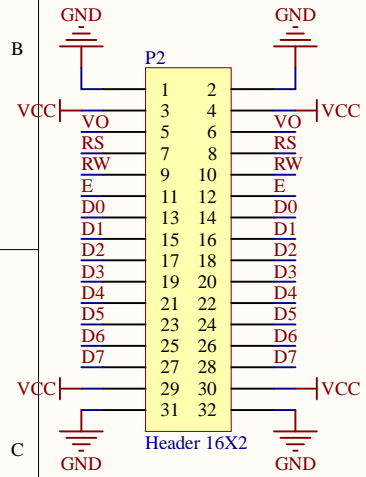 GND GND
B
P2
1 2
VCC 3 4 VCC
VO 5 6 VO
RS 7 8 RS
RW 9 10 RW
E 11 12 E
D0 13 14 D0
D1 15 16 D1
D2 17 18 D2
D3 19 20 D3
D4 21 22 D4
D5 23 24 D5
D6 25 26 D6
D7 27 28 D7
VCC 29 30 VCC
31 32
Header 16X2
C
GND GND